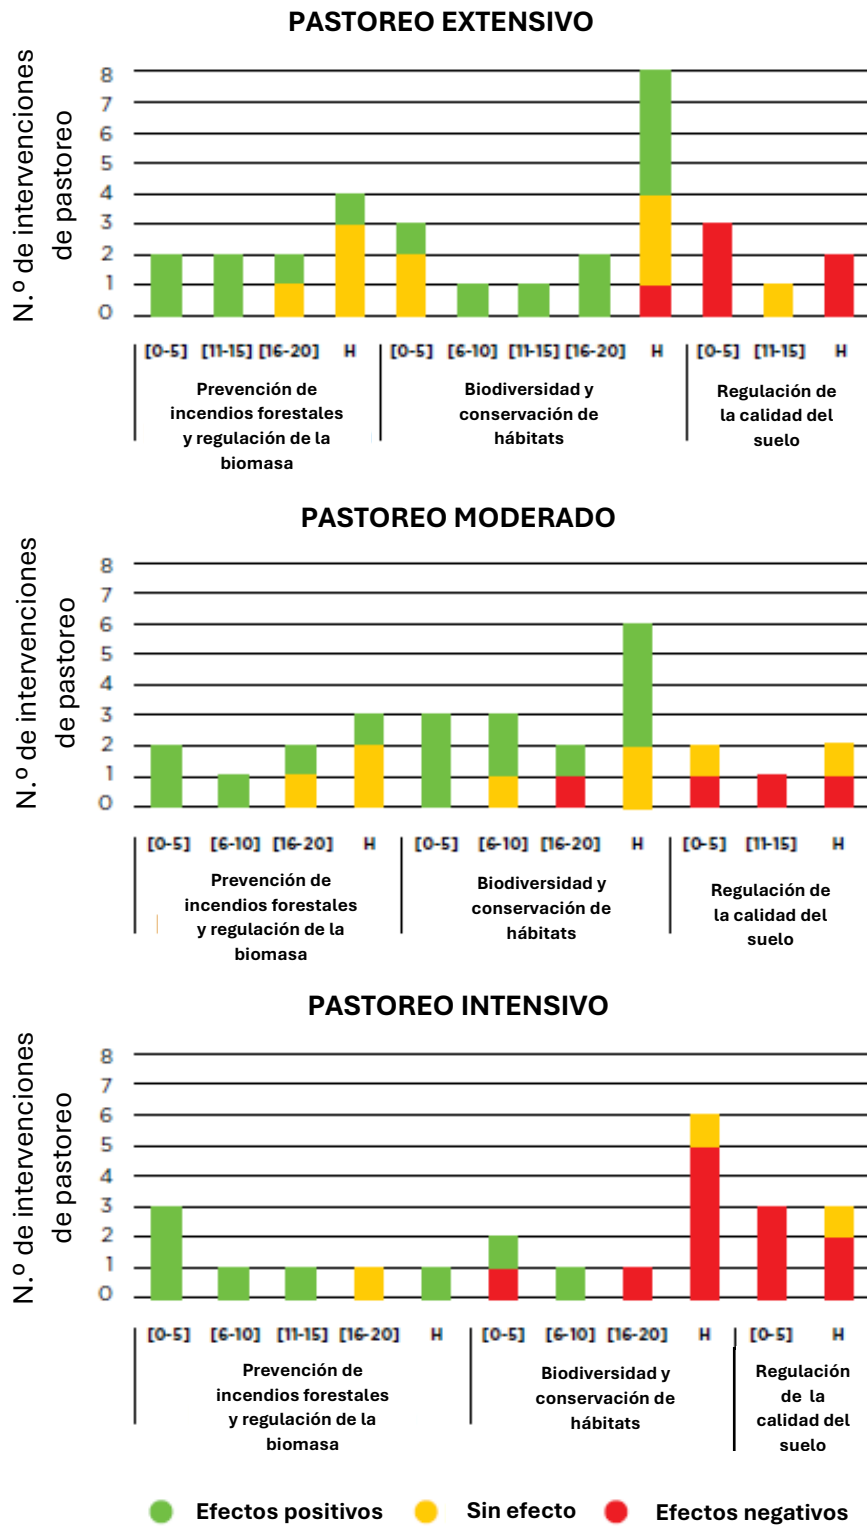 PASTOREO EXTENSIVO
N.º de intervenciones
de pastoreo
8
7
6
5
4
3
2
1
0
[0-5] [11-15] [16-20] H [0-5] [6-10] [11-15] [16-20] H [0-5] [11-15] H
Prevención de
incendios forestales
y regulación de la
biomasa
Biodiversidad y
conservación de
hábitats
Regulación de
la calidad del
suelo
PASTOREO MODERADO
N.º de intervenciones
de pastoreo
8
7
6
5
4
3
2
1
0
[0-5] [6-10] [16-20] H [0-5] [6-10] [16-20] H [0-5] [11-15] H
Prevención de
incendios forestales
y regulación de la
biomasa
Biodiversidad y
conservación de
hábitats
Regulación de
la calidad del
suelo
PASTOREO INTENSIVO
N.º de intervenciones
de pastoreo
8
7
6
5
4
3
2
1
0
[0-5] [6-10] [11-15] [16-20] H [0-5] [6-10] [16-20] H [0-5] H
Prevención de
incendios forestales
y regulación de la
biomasa
Biodiversidad y
conservación de
hábitats
Regulación
de la
calidad del
suelo
Efectos positivos Sin efecto Efectos negativos